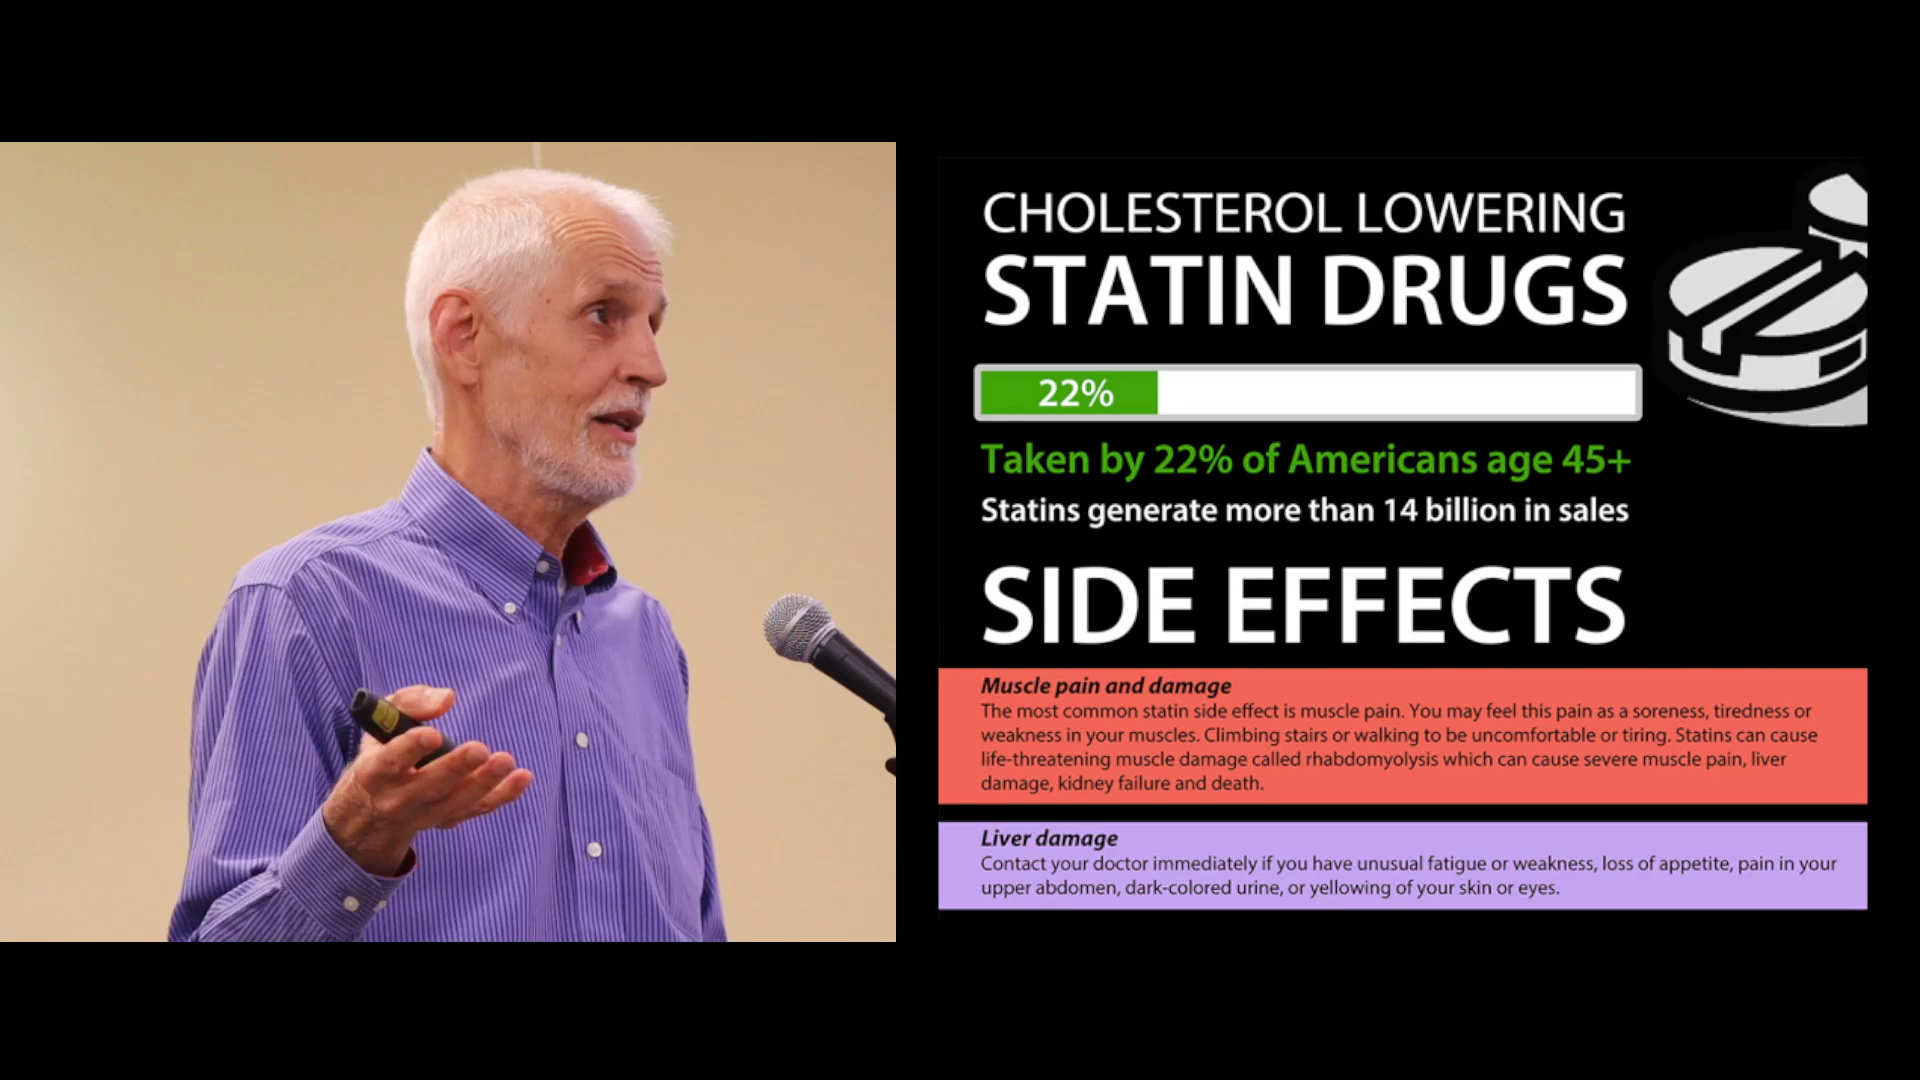 CHOLESTEROL LOWERING
STATIN DRUGS
22%
Taken by 22% of Americans age 45+
Statins generate more than 14 billion in sales
SIDE EFFECTS
Muscle pain and damage
The most common statin side effect is muscle pain. You may feel this pain as a soreness, tiredness or
weakness in your muscles. Climbing stairs or walking to be uncomfortable or tiring. Statins can cause
life-threatening muscle damage called rhabdomyolysis which can cause severe muscle pain, liver
damage, kidney failure and death.
Liver damage
Contact your doctor immediately if you have unusual fatigue or weakness, loss of appetite, pain in your
upper abdomen, dark-colored urine, or yellowing of your skin or eyes.